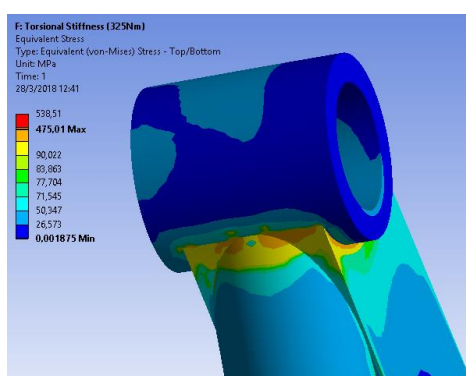 F: Torsional Stiffness (325Nm)
Equivalent Stress
Type: Equivalent (von-Mises) Stress - Top/Bottom
Unit: MPa
Time: 1
28/3/2018 12:41
538,51
475,01 Max
90,022
83,863
77,704
71,545
50,347
26,573
0,001875 Min